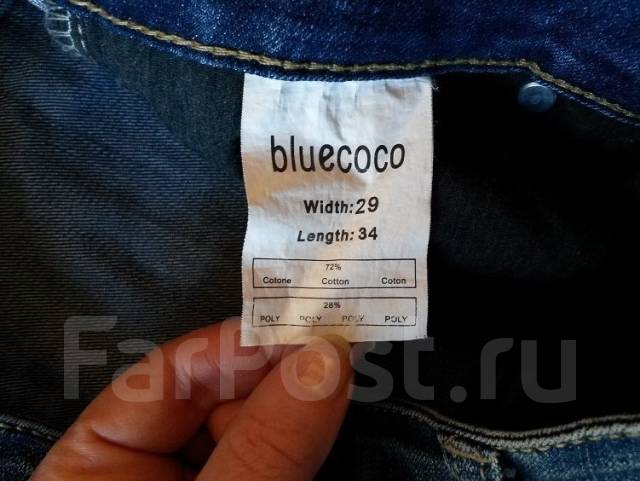 bluecoco
Width:29
Length:34
72%
Cotone Cotton Coton
28%
POLY POLY POLY POLY
FarPost.ru